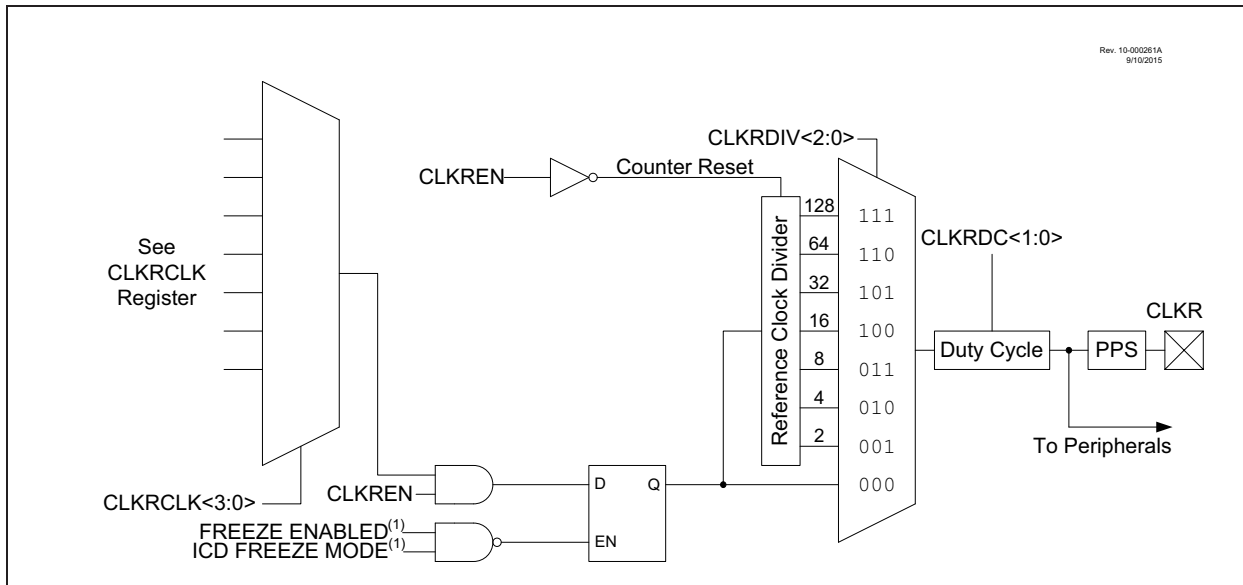 Rev. 10-000261A
9/10/2015
CLKRDIV<2:0>
CLKREN
Counter Reset
See
CLKRCLK
Register
Reference Clock Divider
128
64
32
16
8
4
2
111
110
101
100
011
010
001
000
CLKRDC<1:0>
CLKR
Duty Cycle
PPS
To Peripherals
CLKRCLK<3:0>
CLKREN
D
Q
EN
FREEZE ENABLED(1)
ICD FREEZE MODE(1)